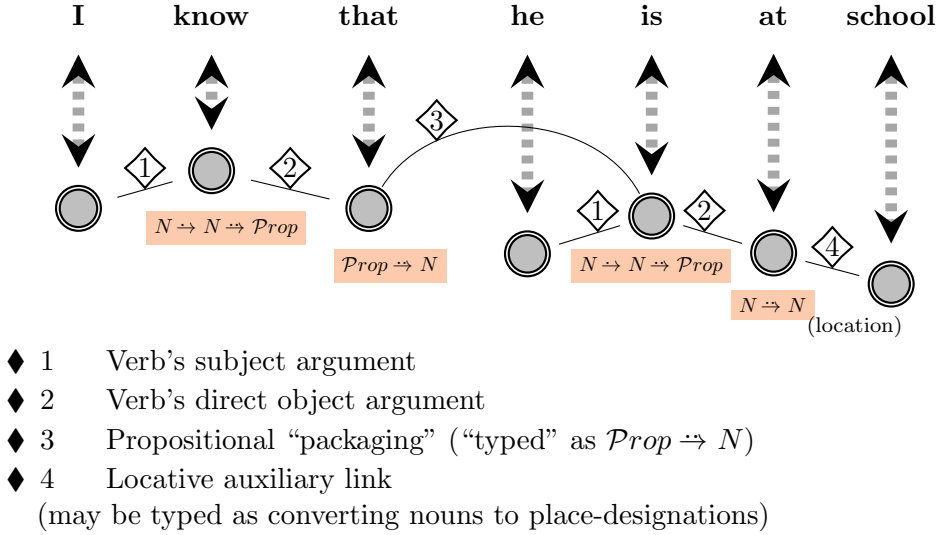 I know that he is at school
3
1 2 1 2 4
N ⇢ N ⇢ 𝒫rop N ⇢ N ⇢ 𝒫rop
𝒫rop ⇢ N
N ⇢ N
(location)
♦ 1 Verb’s subject argument
♦ 2 Verb’s direct object argument
♦ 3 Propositional “packaging” (“typed” as 𝒫rop ⇢ N)
♦ 4 Locative auxiliary link
(may be typed as converting nouns to place-designations)